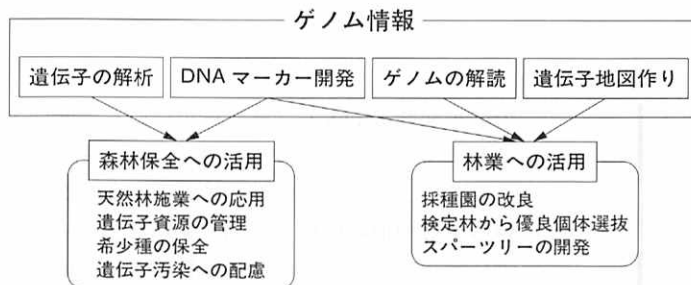 ゲノム情報
遺伝子の解析
DNA マーカー開発
ゲノムの解読
遺伝子地図作り
森林保全への活用
天然林施業への応用
遺伝子資源の管理
希少種の保全
遺伝子汚染への配慮
林業への活用
採種園の改良
検定林から優良個体選抜
スパーツリーの開発